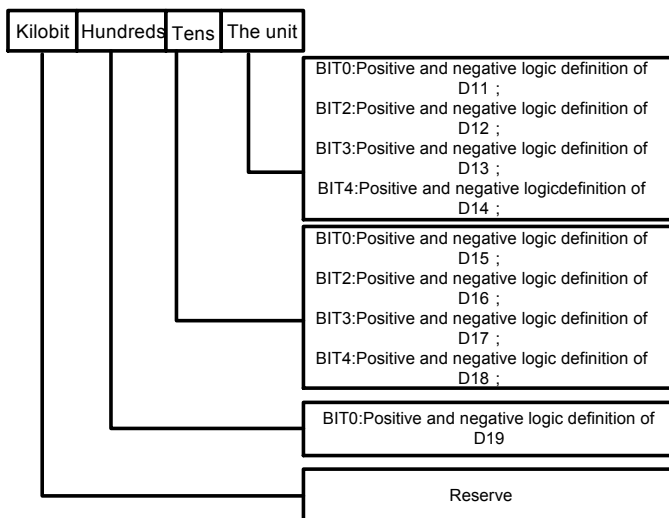 Kilobit Hundreds Tens The unit
BIT0:Positive and negative logic definition of
D11 ;
BIT2:Positive and negative logic definition of
D12 ;
BIT3:Positive and negative logic definition of
D13 ;
BIT4:Positive and negative logicdefinition of
D14 ;
BIT0:Positive and negative logic definition of
D15 ;
BIT2:Positive and negative logic definition of
D16 ;
BIT3:Positive and negative logic definition of
D17 ;
BIT4:Positive and negative logic definition of
D18 ;
BIT0:Positive and negative logic definition of
D19
Reserve